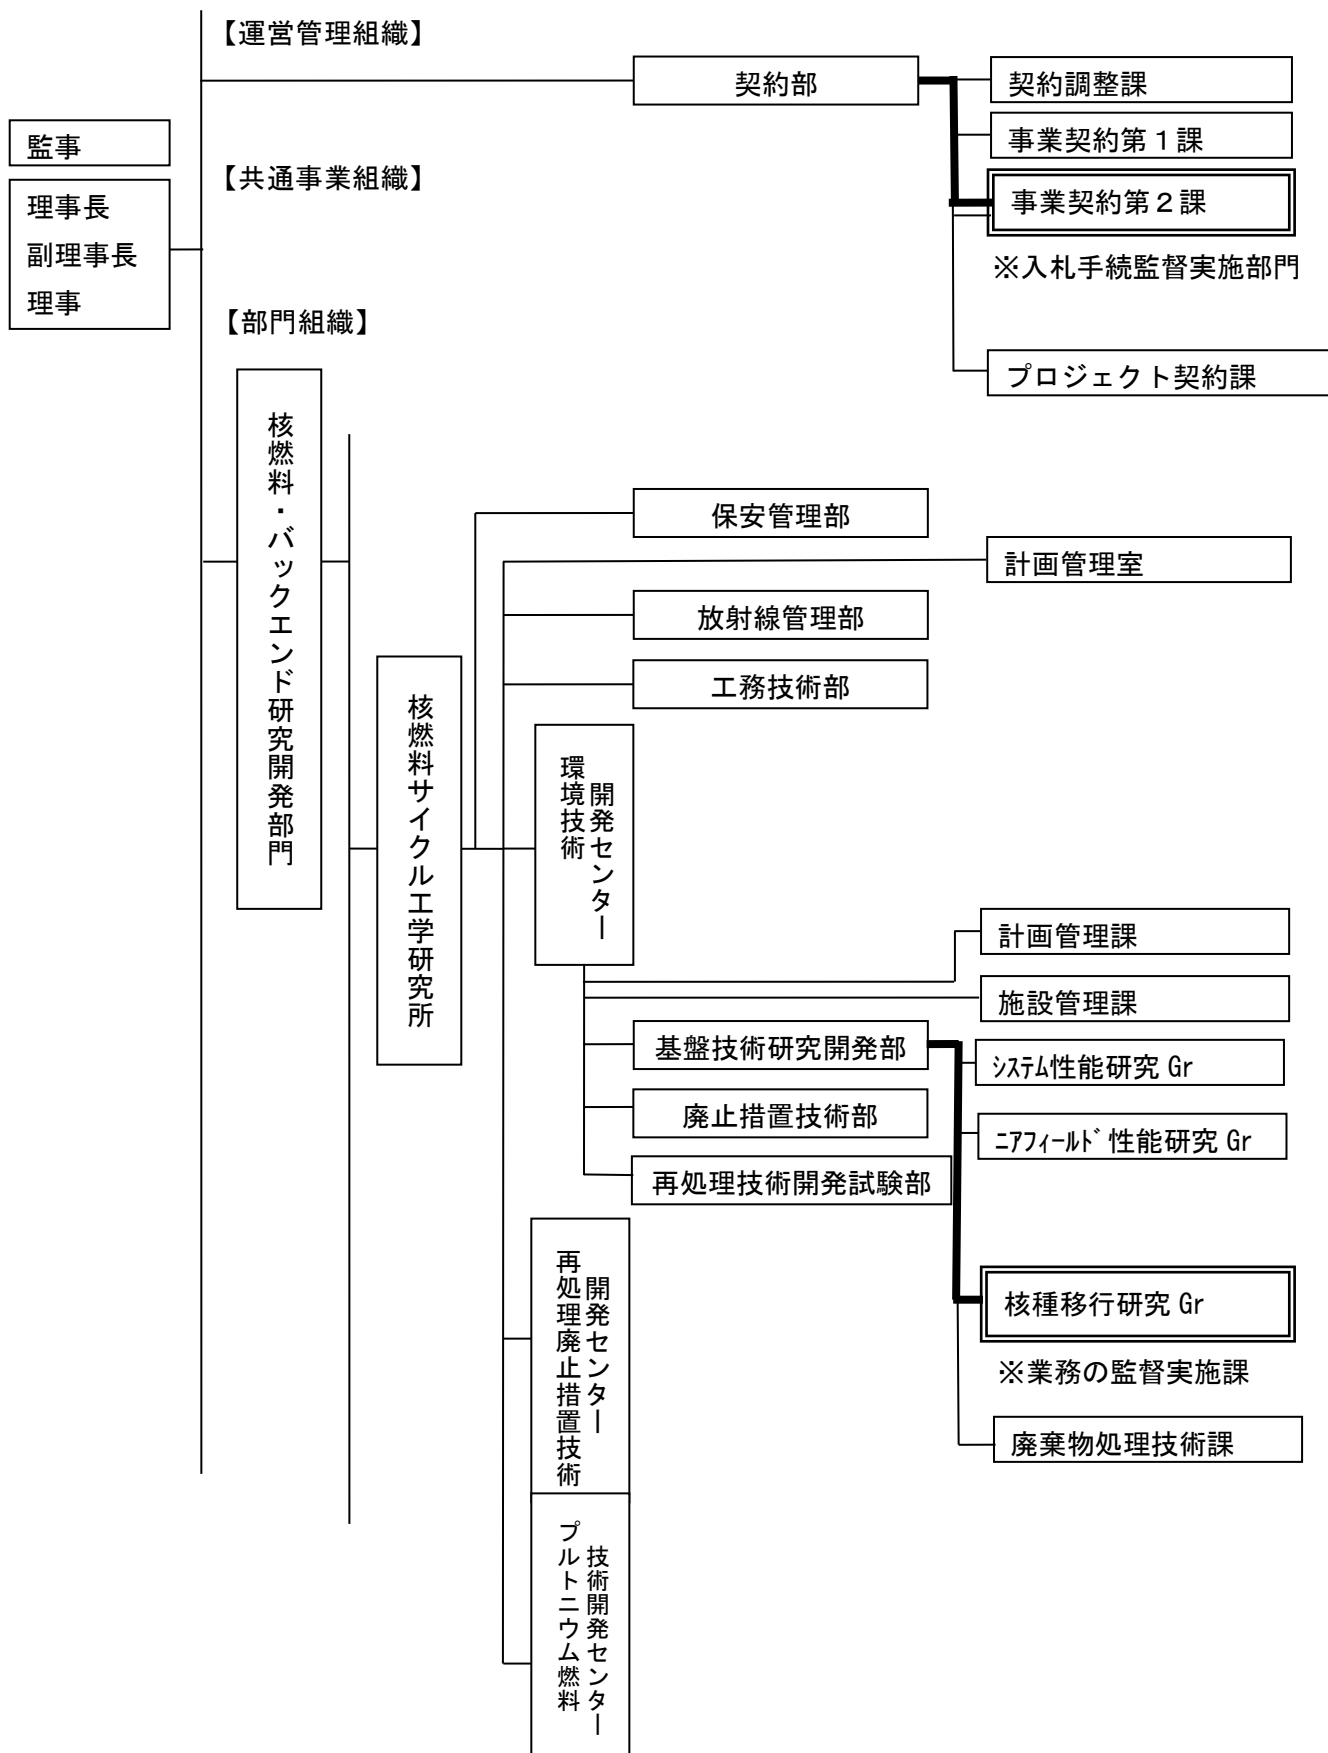 【運営管理組織】
契約部
契約調整課
事業契約第１課
監事
【共通事業組織】
事業契約第２課
理事長
副理事長
理事
※入札手続監督実施部門
【部門組織】
プロジェクト契約課
核燃料・バックエンド研究開発部門
保安管理部
計画管理室
放射線管理部
工務技術部
核燃料サイクル工学研究所
環境技術
開発センター
計画管理課
施設管理課
基盤技術研究開発部
ｼｽﾃﾑ性能研究 Gr
廃止措置技術部
ﾆｱﾌｨｰﾙﾄﾞ性能研究 Gr
再処理技術開発試験部
再処理廃止措置技術
開発センター
核種移行研究 Gr
※業務の監督実施課
廃棄物処理技術課
プルトニウム燃料
技術開発センター